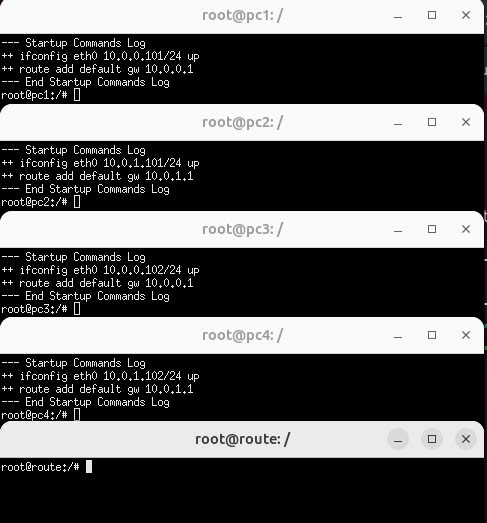 root@pc1: /
--- Startup Commands Log
++ ifconfig eth0 10.0.0.101/24 up
++ route add default gw 10.0.0.1
--- End Startup Commands Log
root@pc1:/#
root@pc2: /
--- Startup Commands Log
++ ifconfig eth0 10.0.1.101/24 up
++ route add default gw 10.0.1.1
--- End Startup Commands Log
root@pc2:/#
root@pc3: /
--- Startup Commands Log
++ ifconfig eth0 10.0.0.102/24 up
++ route add default gw 10.0.0.1
--- End Startup Commands Log
root@pc3:/#
root@pc4: /
--- Startup Commands Log
++ ifconfig eth0 10.0.1.102/24 up
++ route add default gw 10.0.1.1
--- End Startup Commands Log
root@pc4:/#
root@route: /
root@route:/#